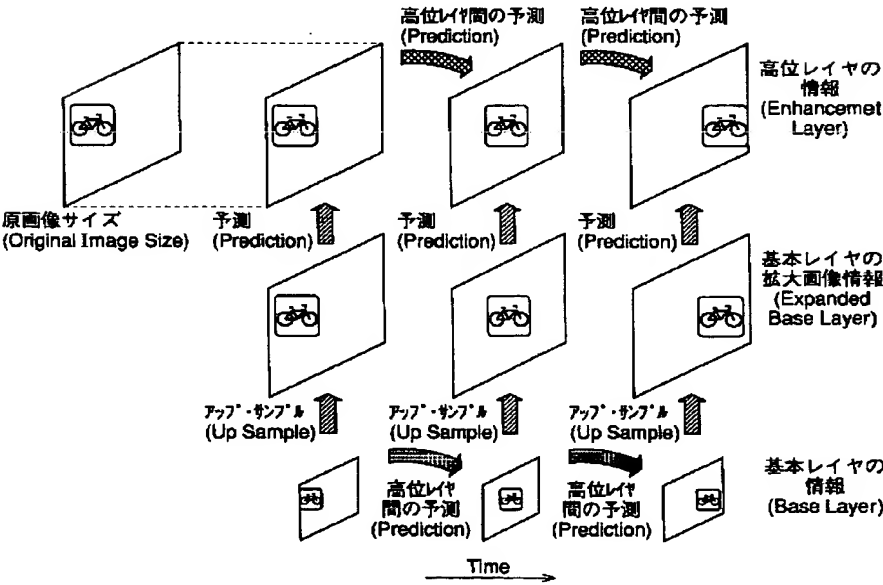 高位レイヤ間の予測
(Prediction)
高位レイヤ間の予測
(Prediction)
高位レイヤの
情報
(Enhancemet
Layer)
原画像サイズ
(Original Image Size)
予測
(Prediction)
予測
(Prediction)
予測
(Prediction)
基本レイヤの
拡大画像情報
(Expanded
Base Layer)
アップ・サンプル
(Up Sample)
アップ・サンプル
(Up Sample)
アップ・サンプル
(Up Sample)
高位レイヤ
間の予測
(Prediction)
高位レイヤ
間の予測
(Prediction)
基本レイヤの
情報
(Base Layer)
Time